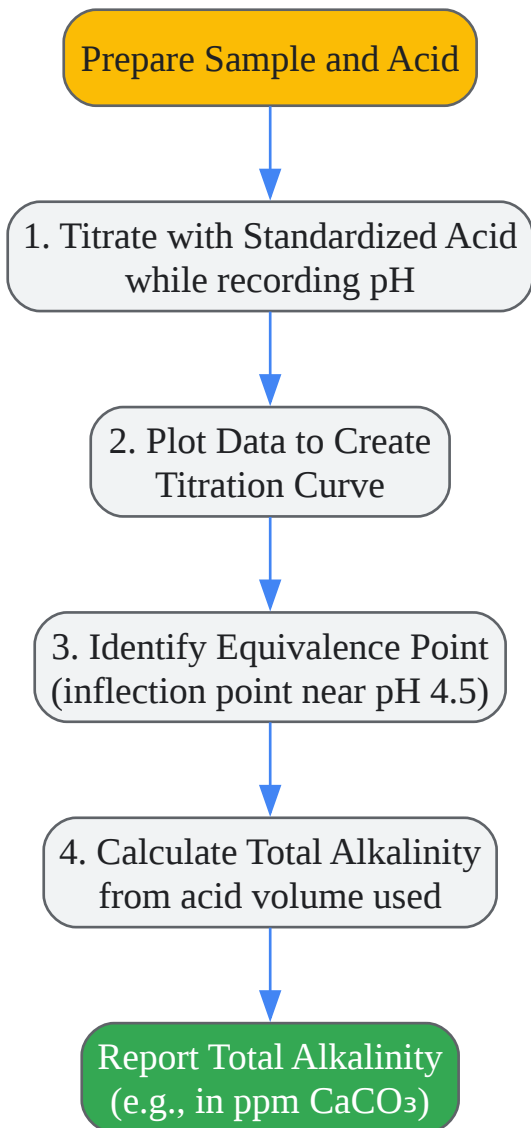 Prepare Sample and Acid
1. Titrate with Standardized Acid
while recording pH
2. Plot Data to Create
Titration Curve
3. Identify Equivalence Point
(inflection point near pH 4.5)
4. Calculate Total Alkalinity
from acid volume used
Report Total Alkalinity
(e.g., in ppm CaCO₃)